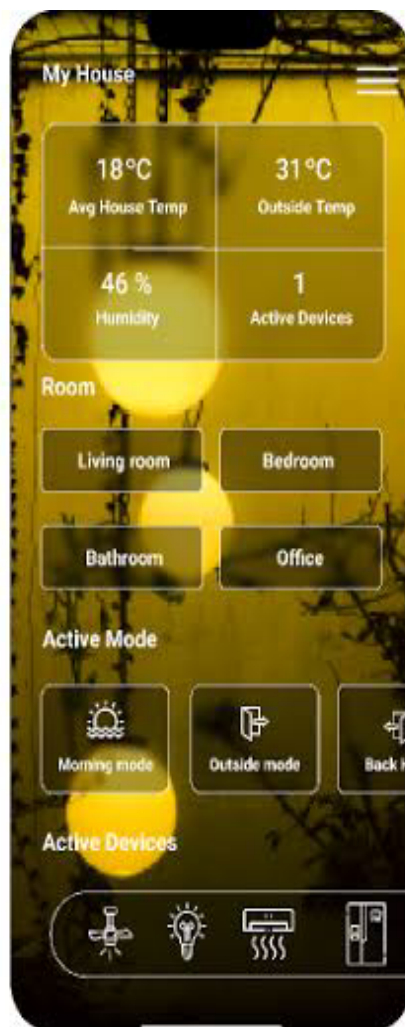 My House
18°C
31°C
Avg House Temp
Outside Temp
46 %
1
Humidity
Active Devices
Room
Living room
Bedroom
Bathroom
Office
Active Mode
Morning mode
Outside mode
Back
Active Devices